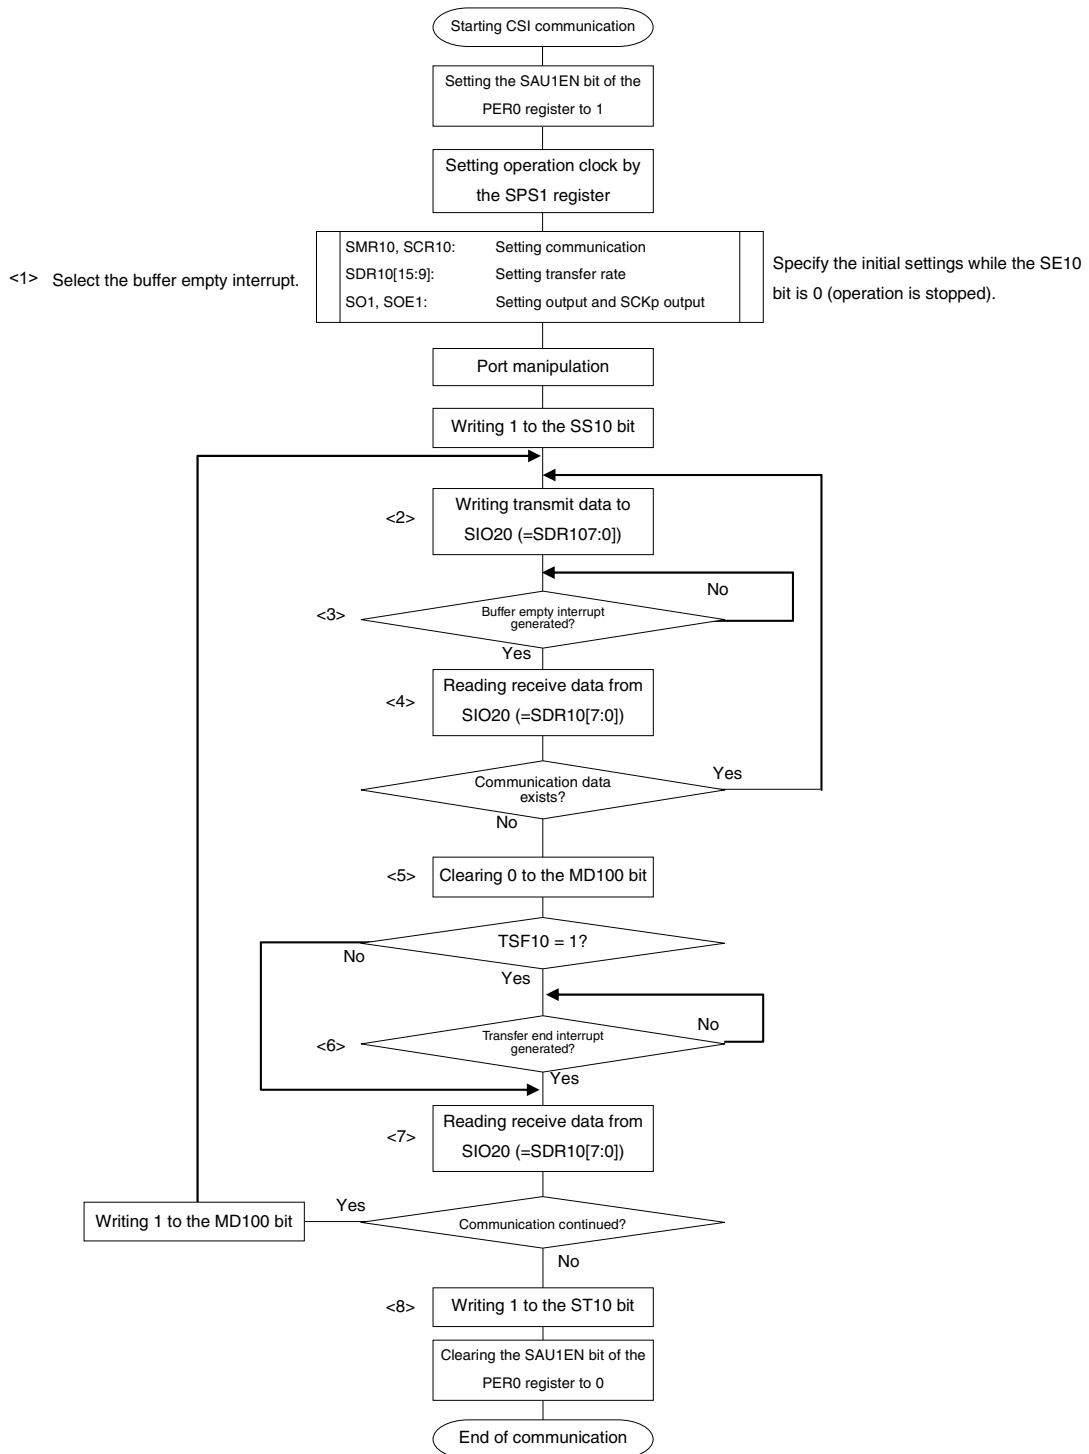 Starting CSI communication
Setting the SAU1EN bit of the
PER0 register to 1
Setting operation clock by
the SPS1 register
<1> Select the buffer empty interrupt.
SMR10, SCR10: Setting communication
SDR10[15:9]: Setting transfer rate
SO1, SOE1: Setting output and SCKp output
Specify the initial settings while the SE10
bit is 0 (operation is stopped).
Port manipulation
Writing 1 to the SS10 bit
<2>
Writing transmit data to
SIO20 (=SDR107:0])
No
<3>
Buffer empty interrupt
generated?
Yes
<4>
Reading receive data from
SIO20 (=SDR10[7:0])
Communication data
exists?
Yes
No
<5>
Clearing 0 to the MD100 bit
TSF10 = 1?
No
Yes
No
<6>
Transfer end interrupt
generated?
Yes
<7>
Reading receive data from
SIO20 (=SDR10[7:0])
Writing 1 to the MD100 bit
Yes
Communication continued?
No
<8>
Writing 1 to the ST10 bit
Clearing the SAU1EN bit of the
PER0 register to 0
End of communication